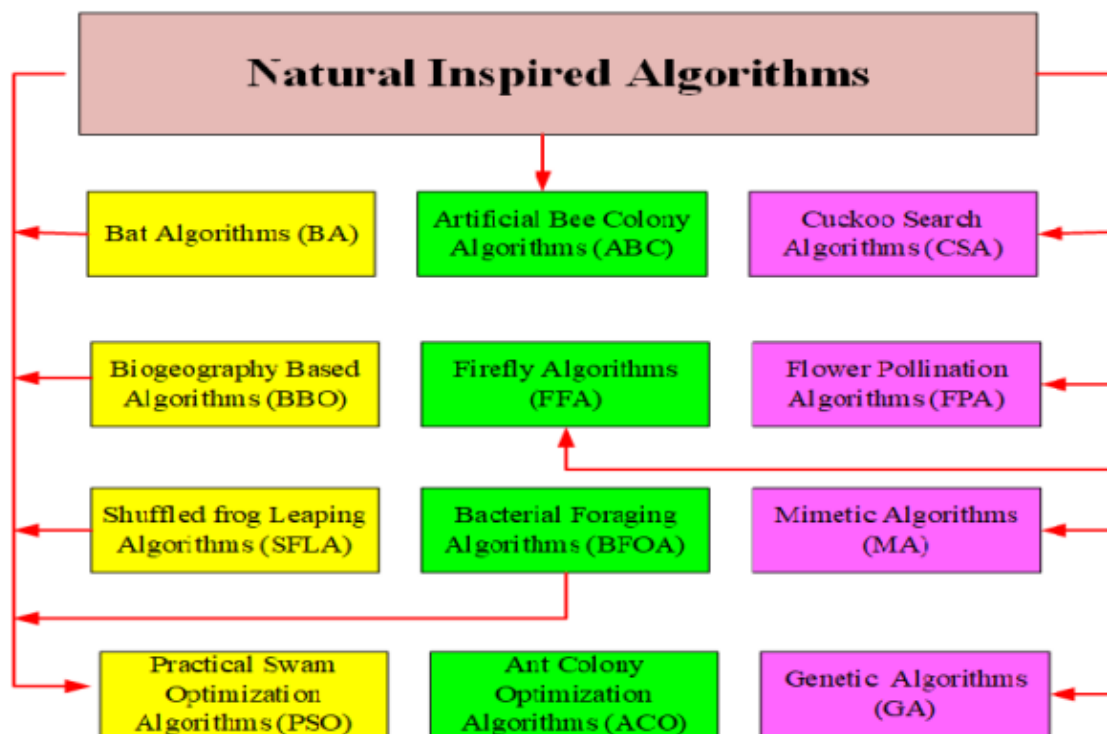 Natural Inspired Algorithms
Bat Algorithms (BA)
Artificial Bee Colony
Algorithms (ABC)
Cuckoo Search
Algorithms (CSA)
Biogeography Based
Algorithms (BBO)
Firefly Algorithms
(FFA)
Flower Pollination
Algorithms (FPA)
Shuffled frog Leaping
Algorithms (SFLA)
Bacterial Foraging
Algorithms (BFOA)
Mimetic Algorithms
(MA)
Practical Swam
Optimization
Algorithms (PSO)
Ant Colony
Optimization
Algorithms (ACO)
Genetic Algorithms
(GA)